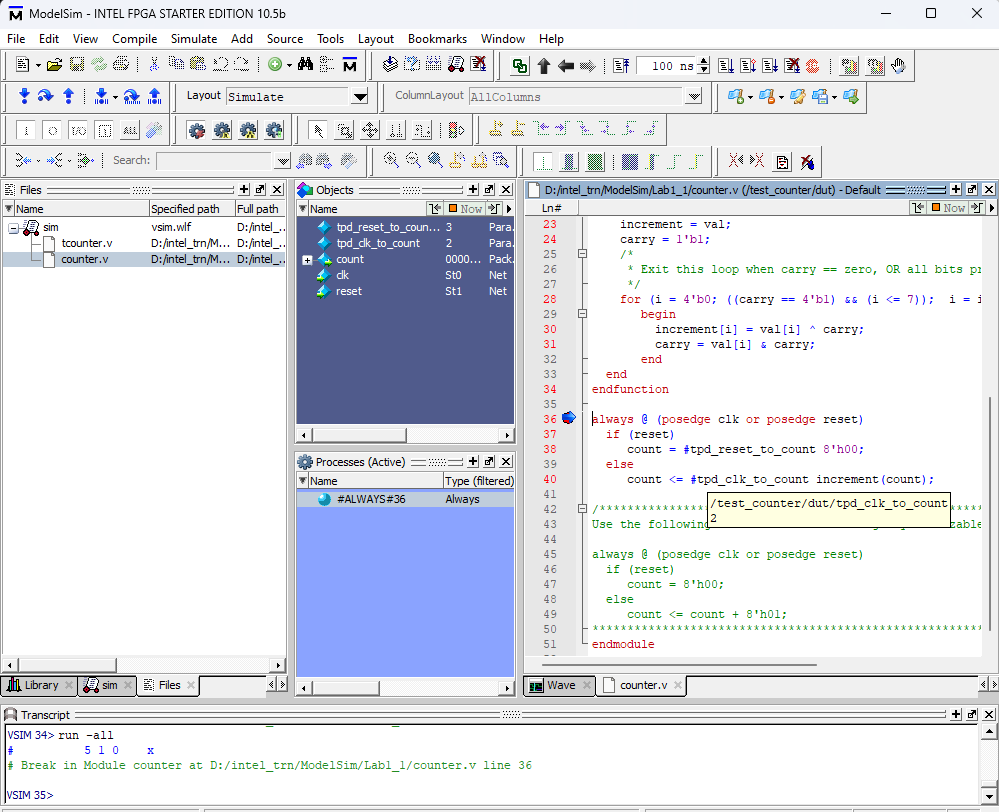 ModelSim - INTEL FPGA STARTER EDITION 10.5b
File Edit View Compile Simulate Add Source Tools Layout Bookmarks Window Help
100 ns
Layout Simulate
ColumnLayout AllColumns
Search:
Files
Name Specified path Full path
sim vsim.wlf D:/intel_...
tcounter.v D:/intel_trn/M... D:/intel_...
counter.v D:/intel_trn/M... D:/intel_...
Library sim Files
Objects
Name Now
tpd_reset_to_coun... 3 Para.
tpd_clk_to_count 2 Para.
count 0000... Pack.
clk St0 Net
reset St1 Net
Processes (Active)
Name Type (filtered)
#ALWAYS#36 Always
D:/intel_trn/ModelSim/Lab1_1/counter.v (/test_counter/dut) - Default
Ln# Now
23 increment = val;
24 carry = 1'b1;
25 /*
26 * Exit this loop when carry == zero, OR all bits pr
27 */
28 for (i = 4'b0; ((carry == 4'b1) && (i <= 7)); i = i
29 begin
30 increment[i] = val[i] ^ carry;
31 carry = val[i] & carry;
32 end
33 end
34 endfunction
35
36 always @ (posedge clk or posedge reset)
37 if (reset)
38 count = #tpd_reset_to_count 8'h00;
39 else
40 count <= #tpd_clk_to_count increment(count);
41
/test_counter/dut/tpd_clk_to_count
2
42 /****************************************************
43 Use the following
44
45 always @ (posedge clk or posedge reset)
46 if (reset)
47 count = 8'h00;
48 else
49 count <= count + 8'h01;
50 *****************************************************
51 endmodule
Wave counter.v
Transcript
VSIM 34> run -all
# 5 1 0 x
# Break in Module counter at D:/intel_trn/ModelSim/Lab1_1/counter.v line 36
VSIM 35>